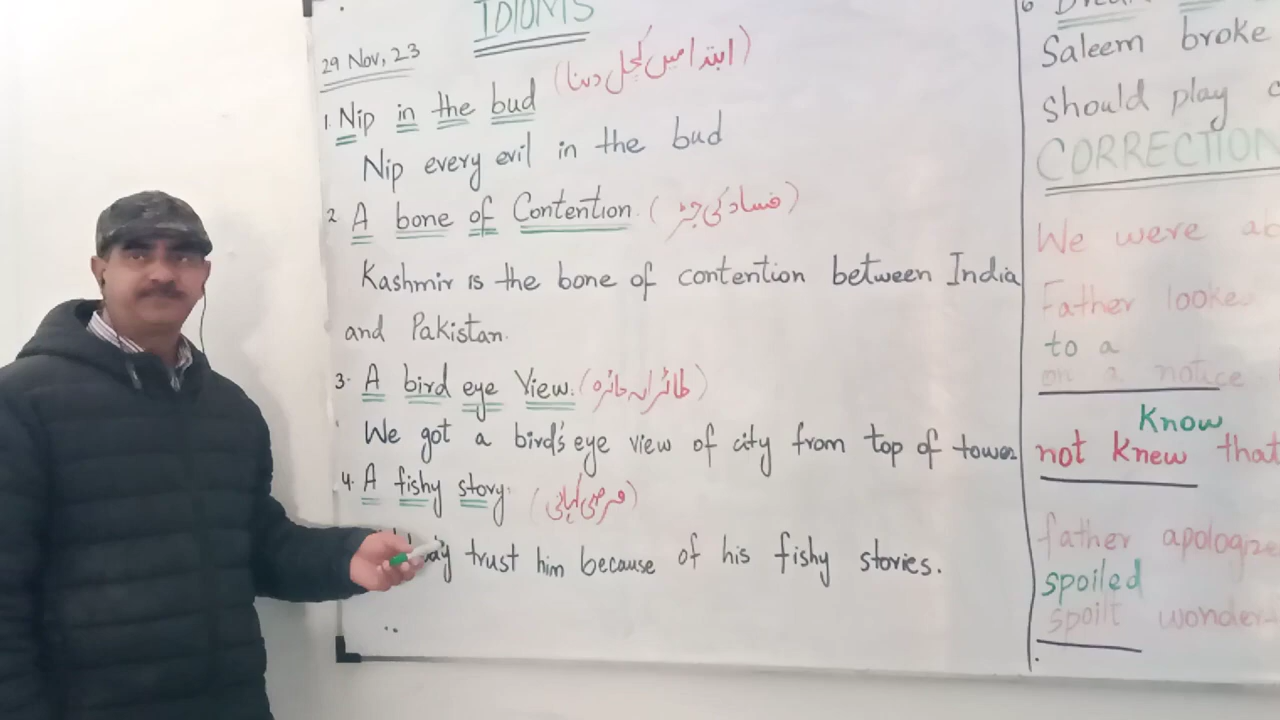 IDIOMS
29 Nov, 23
1. Nip in the bud (ابتدا میں کچل دینا)
Nip every evil in the bud
2 A bone of Contention. (فساد کی جڑ)
Kashmir is the bone of contention between India
and Pakistan.
3. A bird eye View. (طائرانہ جائزہ)
We got a bird's eye view of city from top of tower
4. A fishy story. (فرضی کہانی)
trust him because of his fishy stories.
6
Saleem broke
should play
CORRECTION
We were
Father looke
to a
on a notice
Know
not knew that
father apologize
spoiled
spoilt wonder